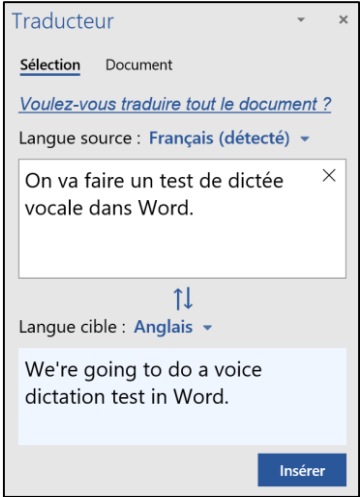 Traducteur
Sélection Document
Voulez-vous traduire tout le document ?
Langue source : Français (détecté)
On va faire un test de dictée
vocale dans Word.
Langue cible : Anglais
We're going to do a voice
dictation test in Word.
Insérer